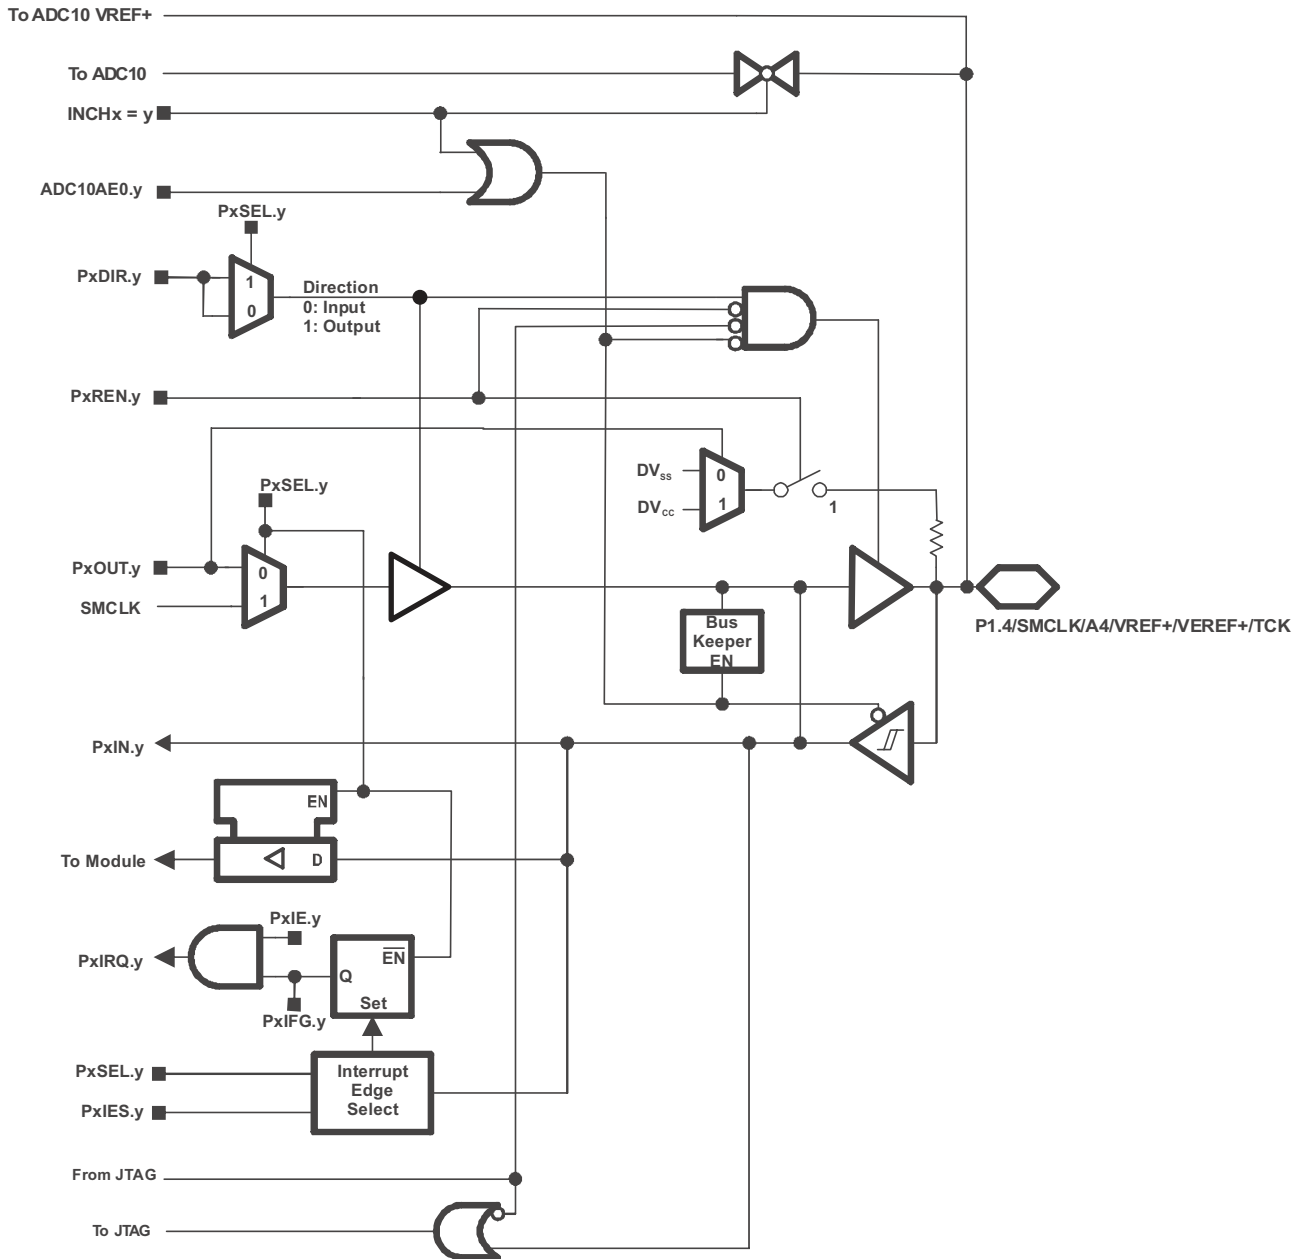 To ADC10 VREF+
To ADC10
INCHx = y
ADC10AE0.y
PxSEL.y
PxDIR.y
1
0
Direction
0: Input
1: Output
PxREN.y
DVss
0
DVcc
1
1
PxSEL.y
PxOUT.y
0
SMCLK
1
Bus
Keeper
EN
P1.4/SMCLK/A4/VREF+/VEREF+/TCK
PxIN.y
EN
To Module
D
PxIE.y
PxIRQ.y
EN
Q
Set
PxIFG.y
PxSEL.y
PxIES.y
Interrupt
Edge
Select
From JTAG
To JTAG